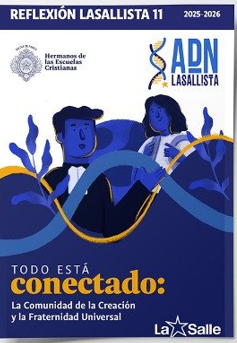 REFLEXIÓN LASALLISTA 11 2025-2026
Hermanos de
las Escuelas
Cristianas
ADN
LASALLISTA
TODO ESTÁ
conectado:
La Comunidad de la Creación
y la Fraternidad Universal
La Salle